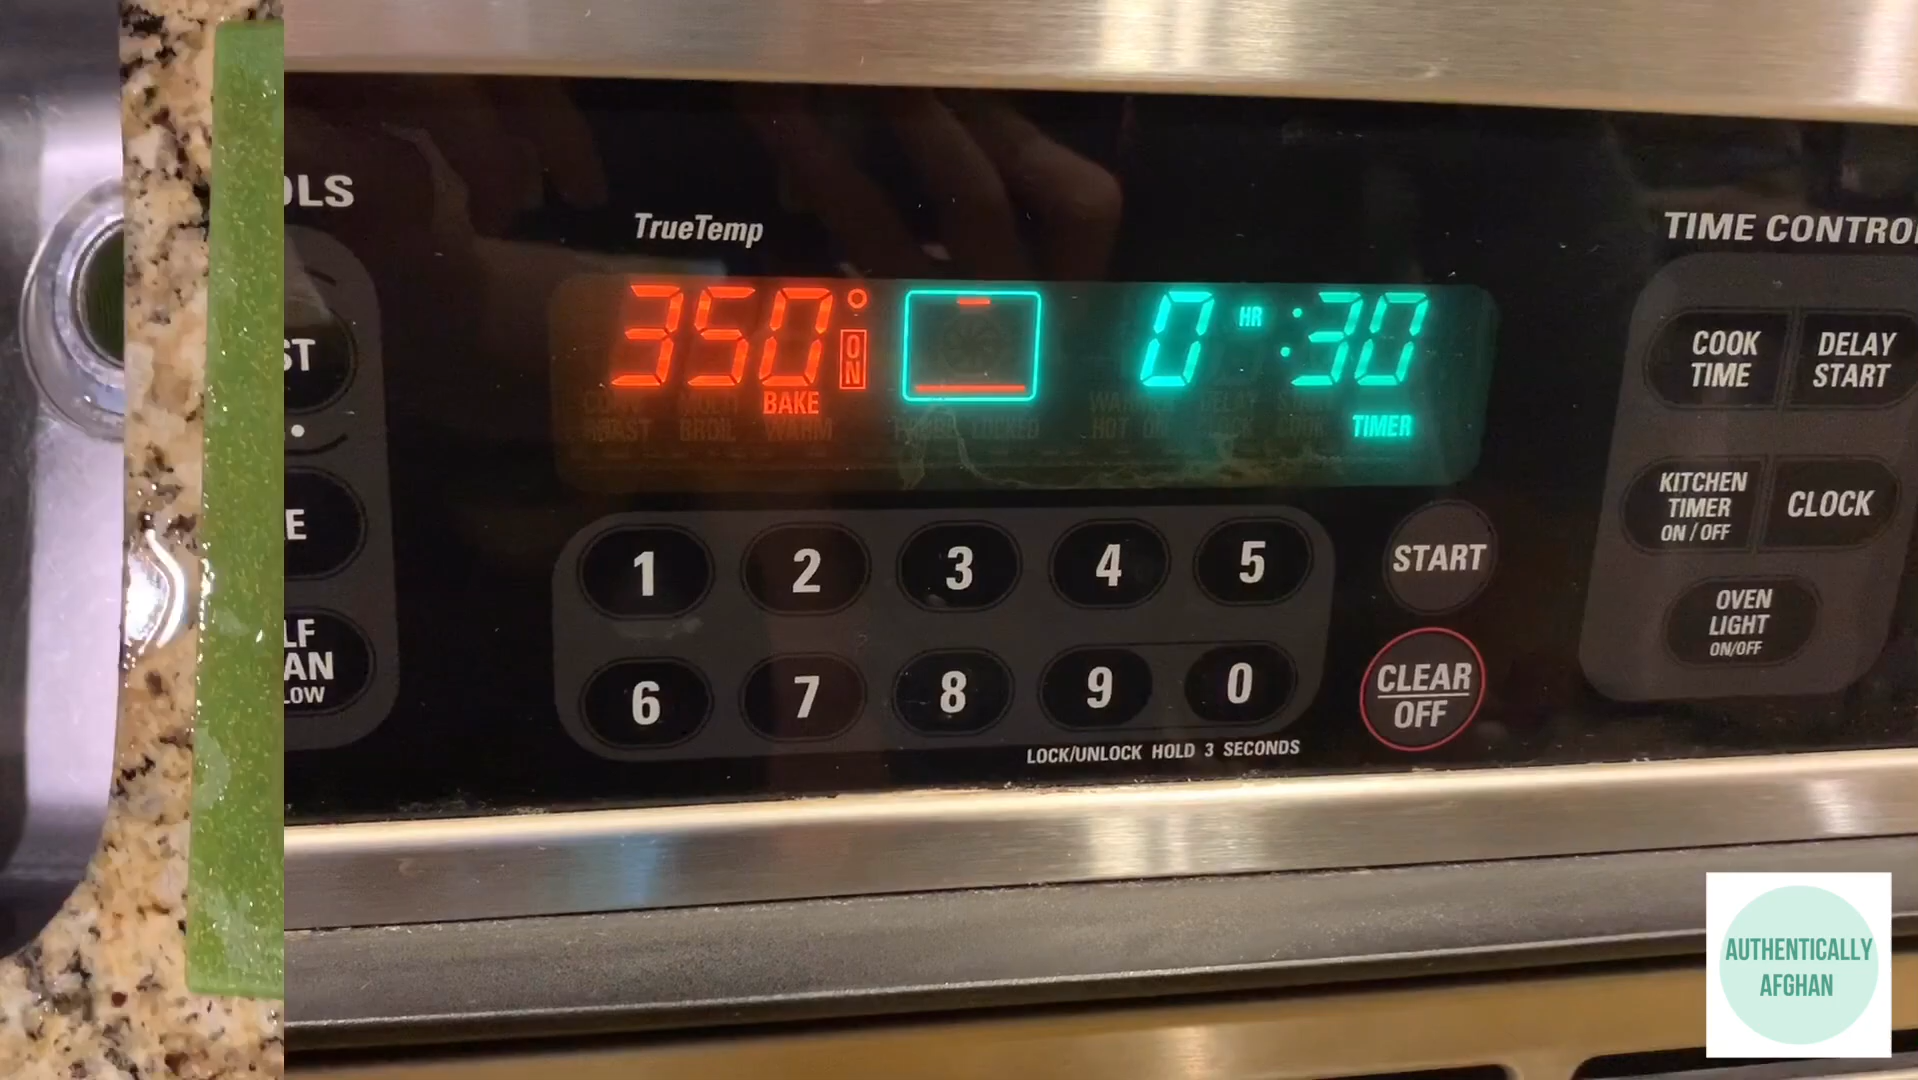 OLS
ST
E
LF
AN
LOW
TrueTemp
350° ON
BAKE
0 HR :30
TIMER
1 2 3 4 5
6 7 8 9 0
LOCK/UNLOCK HOLD 3 SECONDS
START
CLEAR
OFF
TIME CONTRO
COOK
TIME
DELAY
START
KITCHEN
TIMER
ON / OFF
CLOCK
OVEN
LIGHT
ON/OFF
AUTHENTICALLY
AFGHAN